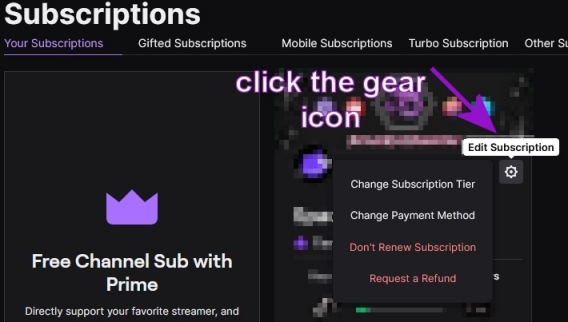 Subscriptions
Your Subscriptions Gifted Subscriptions Mobile Subscriptions Turbo Subscription Other Su
click the gear
icon
Edit Subscription
Change Subscription Tier
Change Payment Method
Don't Renew Subscription
Request a Refund
Free Channel Sub with
Prime
Directly support your favorite streamer, and